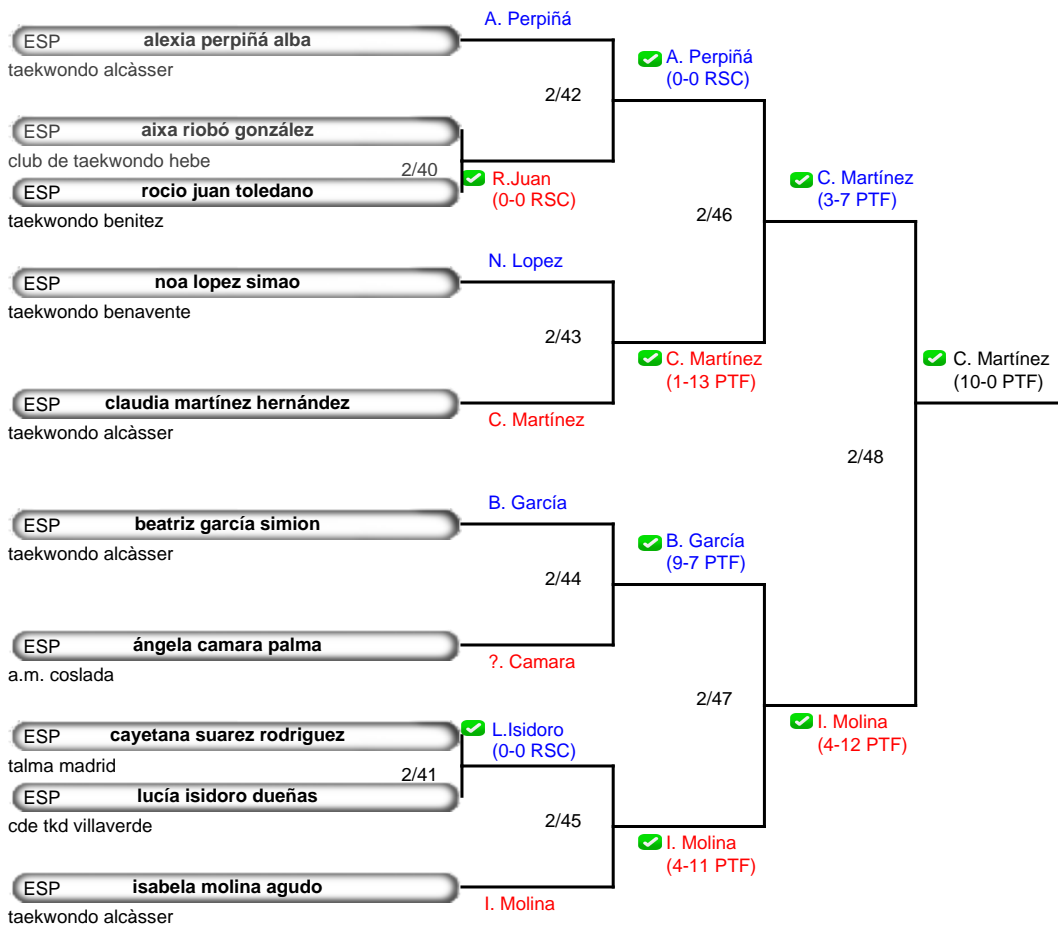 A. Perpiñá
ESP alexia perpiñá alba
taekwondo alcàsser
A. Perpiñá
(0-0 RSC)
2/42
ESP aixa riobó gonzález
club de taekwondo hebe
2/40
ESP rocio juan toledano
taekwondo benitez
R.Juan
(0-0 RSC)
C. Martínez
(3-7 PTF)
2/46
N. Lopez
ESP noa lopez simao
taekwondo benavente
2/43
C. Martínez
(1-13 PTF)
C. Martínez
(10-0 PTF)
ESP claudia martínez hernández
taekwondo alcàsser
C. Martínez
2/48
B. García
ESP beatriz garcía simion
taekwondo alcàsser
B. García
(9-7 PTF)
2/44
ESP ángela camara palma
a.m. coslada
?. Camara
2/47
ESP cayetana suarez rodriguez
talma madrid
L.Isidoro
(0-0 RSC)
I. Molina
(4-12 PTF)
2/41
ESP lucía isidoro dueñas
cde tkd villaverde
2/45
I. Molina
(4-11 PTF)
ESP isabela molina agudo
taekwondo alcàsser
I. Molina